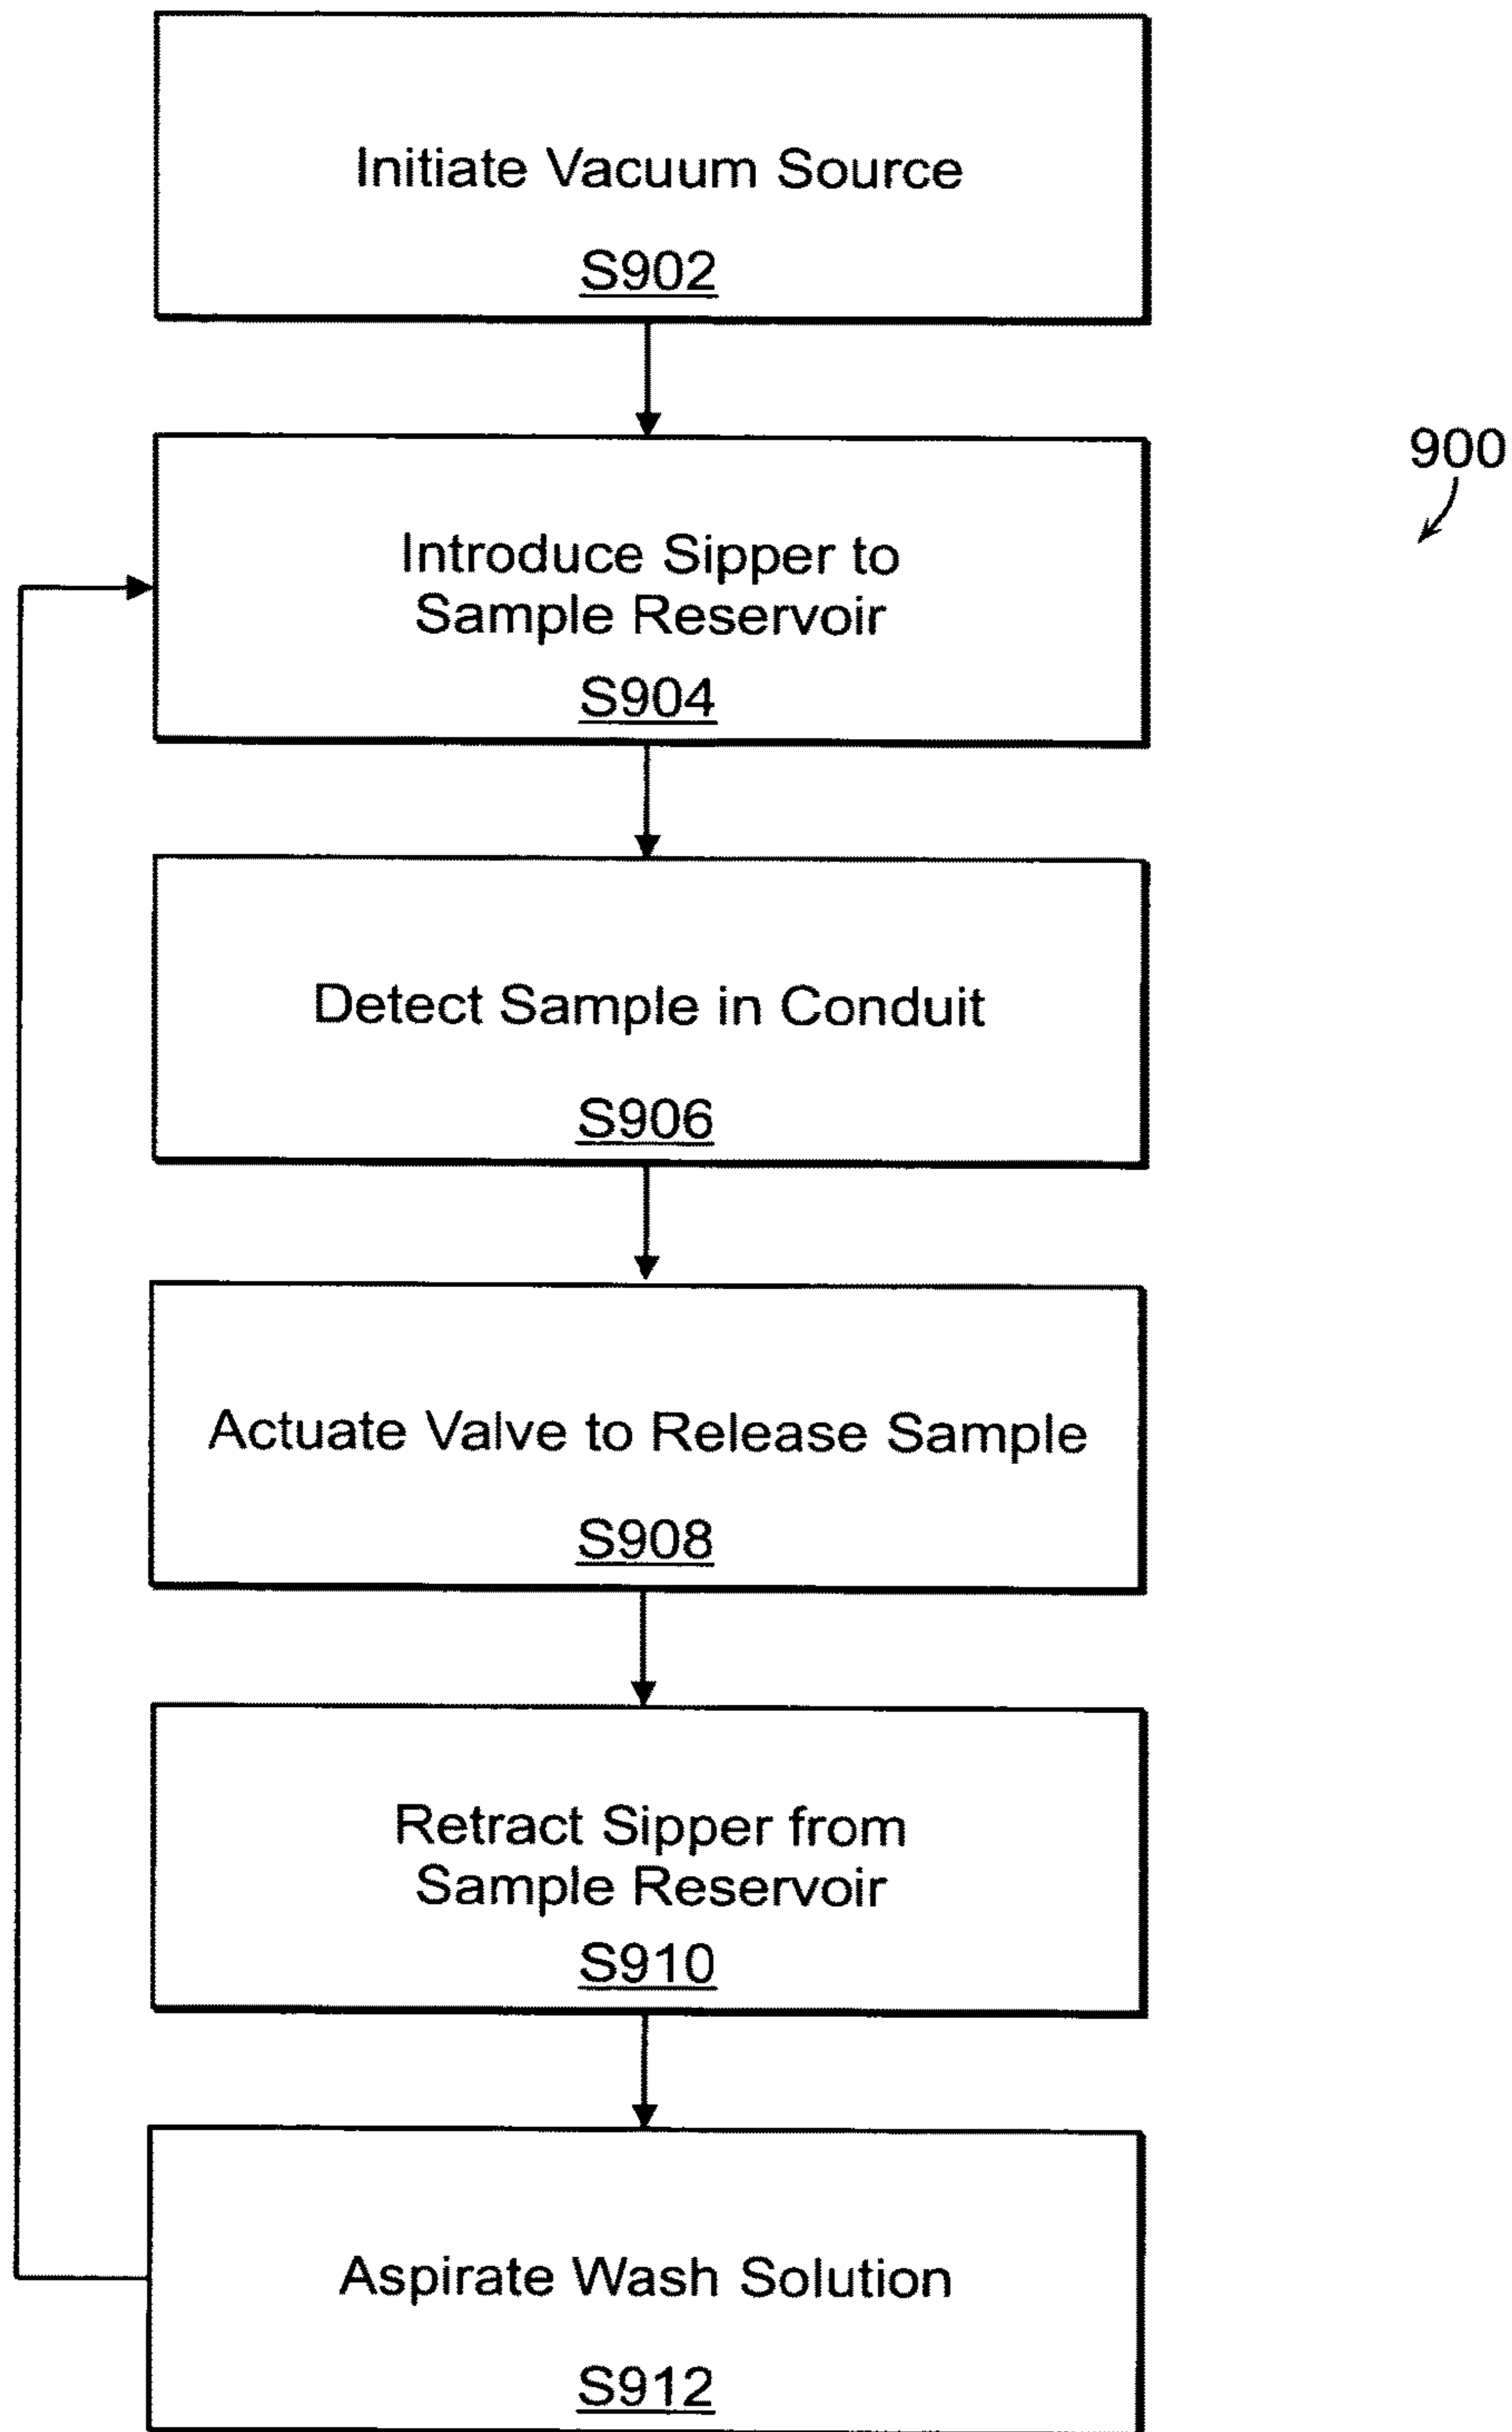 Initiate Vacuum Source
S902
900
Introduce Sipper to
Sample Reservoir
S904
Detect Sample in Conduit
S906
Actuate Valve to Release Sample
S908
Retract Sipper from
Sample Reservoir
S910
Aspirate Wash Solution
S912